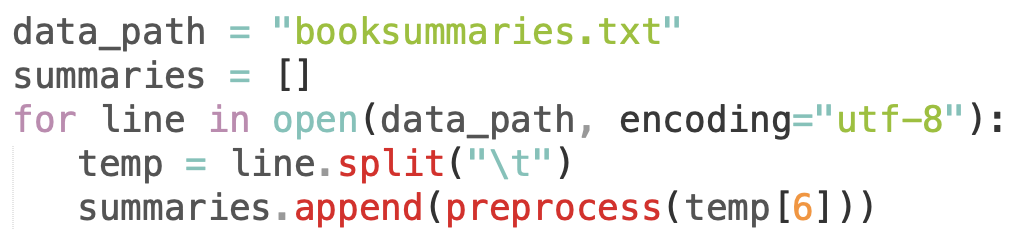 data_path = "booksummaries.txt"
summaries = []
for line in open(data_path, encoding="utf-8"):
   temp = line.split("\t")
   summaries.append(preprocess(temp[6]))